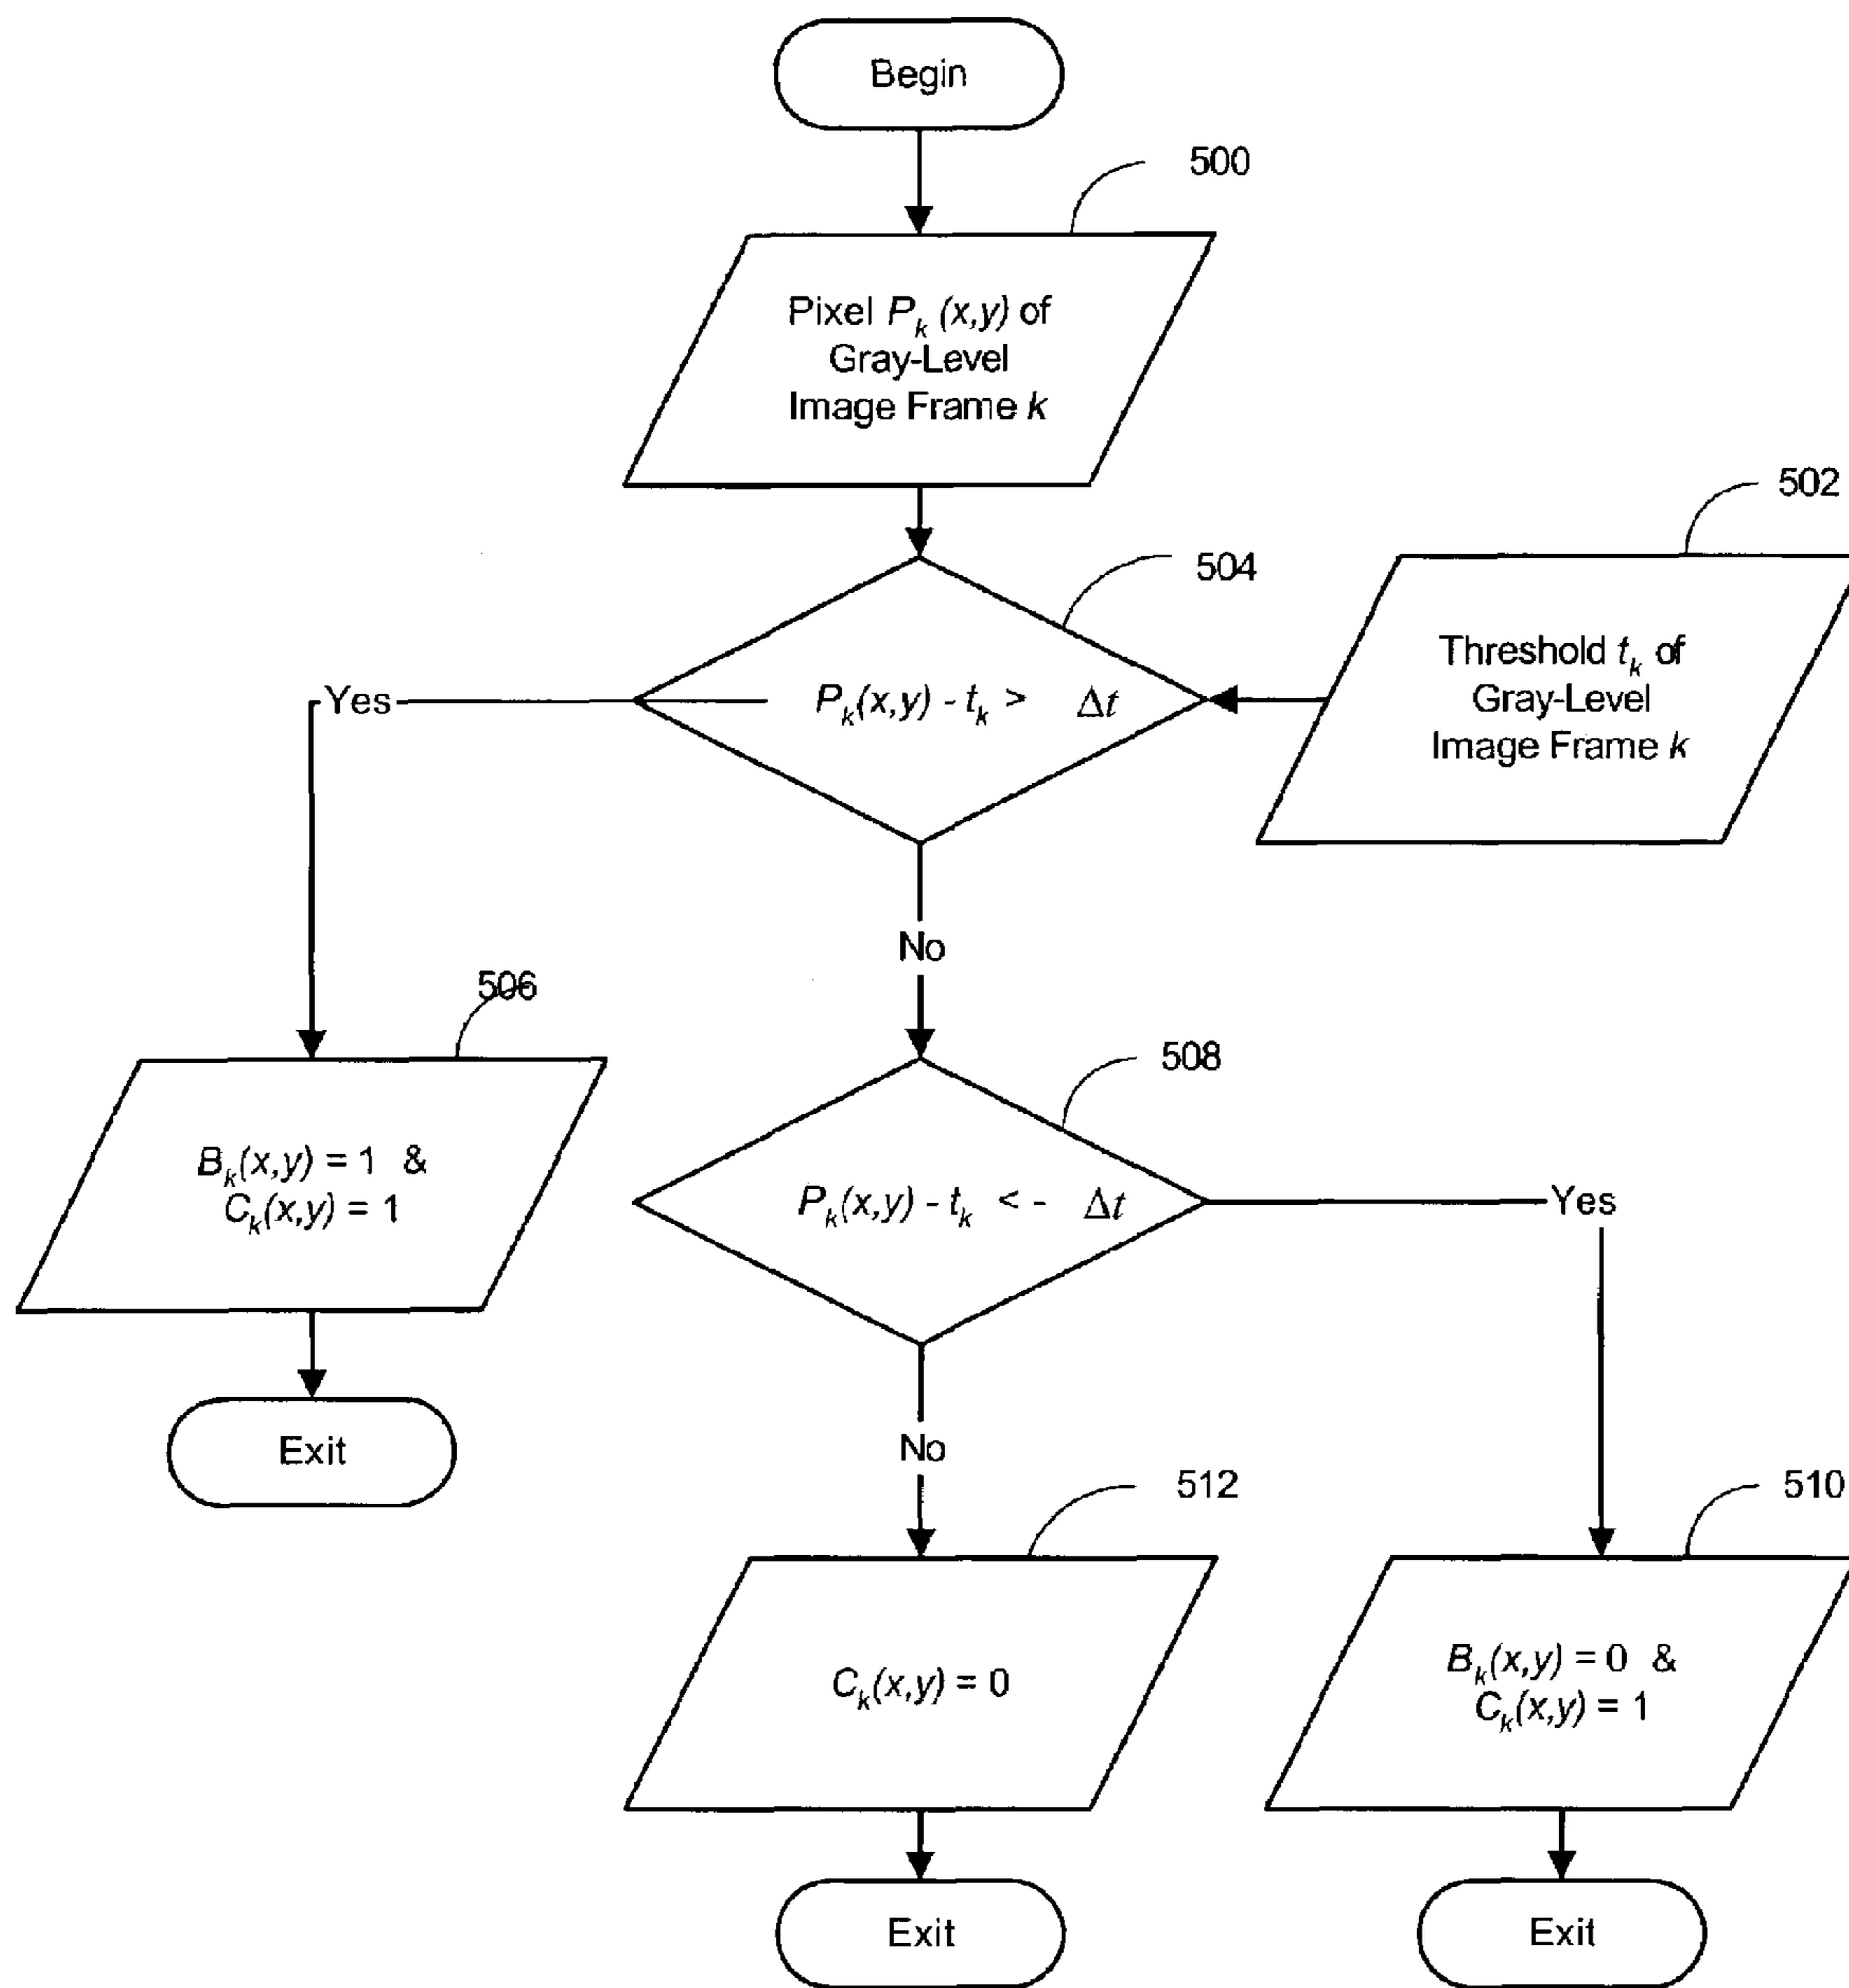 Begin
500
Pixel P_k (x,y) of
Gray-Level
Image Frame k
502
504
Threshold t_k of
Gray-Level
Image Frame k
Yes
P_k(x,y) - t_k > Δt
No
506
508
B_k(x,y) = 1 &
C_k(x,y) = 1
P_k(x,y) - t_k < - Δt
Yes
Exit
No
512
510
C_k(x,y) = 0
B_k(x,y) = 0 &
C_k(x,y) = 1
Exit
Exit